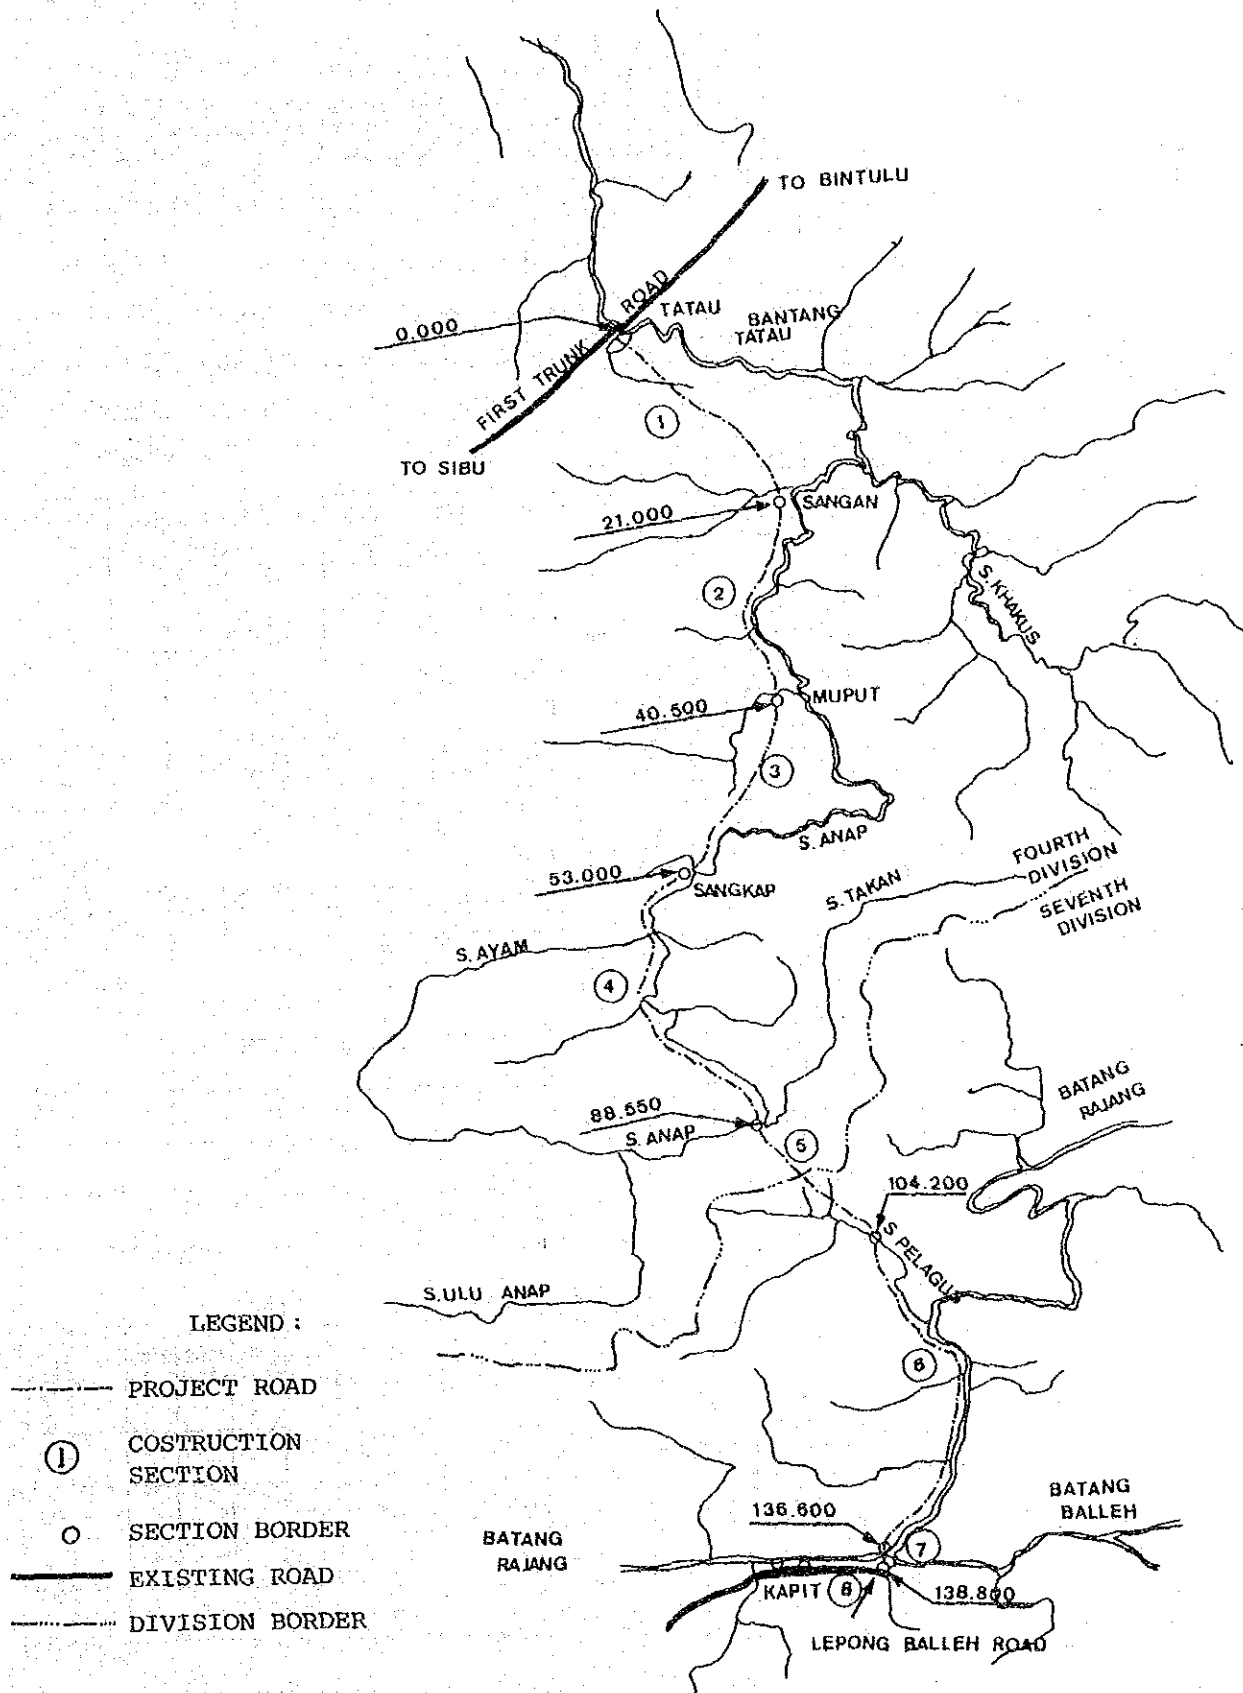 TO BINTULU
FIRST TRUNK ROAD
TATAU
BANTANG
TATAU
0.000
1
TO SIBU
SANGAN
21.000
S. KHAKUS
2
MUPUT
40.500
3
S. ANAP
FOURTH
DIVISION
53.000
SANGKAP
S. TAKAN
SEVENTH
DIVISION
S. AYAM
4
BATANG
RAJANG
88.550
S. ANAP
5
104.200
S PELAGUS
S. ULU ANAP
LEGEND :
PROJECT ROAD
6
1
COSTRUCTION
SECTION
SECTION BORDER
EXISTING ROAD
DIVISION BORDER
136.600
BATANG
BALLEH
BATANG
RAJANG
7
KAPIT
8
138.800
LEPONG BALLEH ROAD